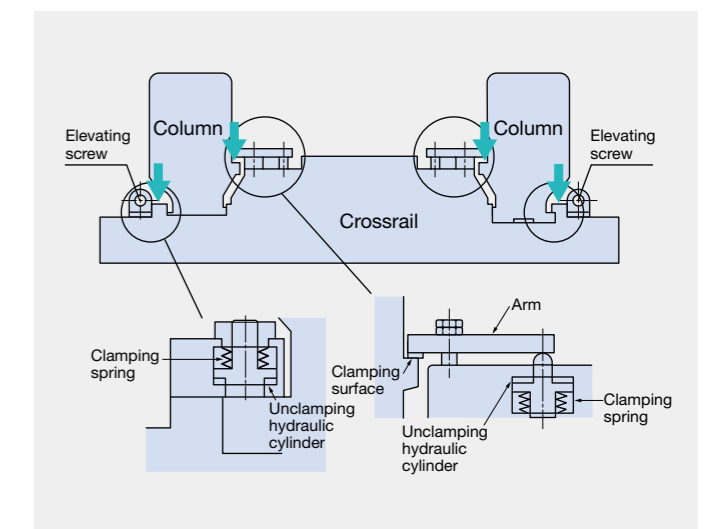 Elevating
screw
Column
Column
Elevating
screw
Crossrail
Clamping
spring
Unclamping
hydraulic
cylinder
Arm
Clamping
surface
Unclamping
hydraulic
cylinder
Clamping
spring